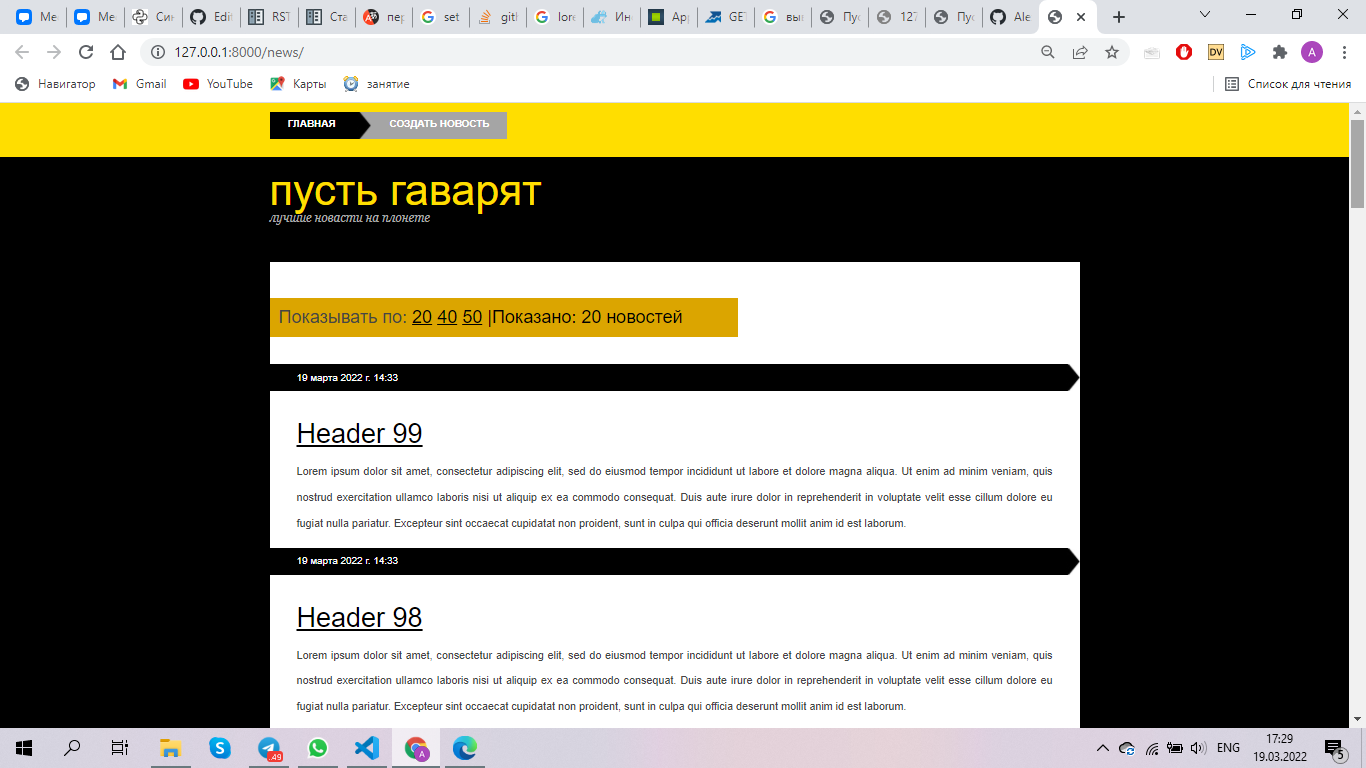 Ме
Ме
Син
Edit
RST
Ста
пер
set
gitl
lore
Ин
App
GET
выв
Пус
127
Пус
Ale
127.0.0.1:8000/news/
DV
A
Навигатор
Gmail
YouTube
Карты
занятие
Список для чтения
ГЛАВНАЯ
СОЗДАТЬ НОВОСТЬ
пусть гаварят
лучшие новасти на плонете
Показывать по: 20 40 50 |Показано: 20 новостей
19 марта 2022 г. 14:33
Header 99
Lorem ipsum dolor sit amet, consectetur adipiscing elit, sed do eiusmod tempor incididunt ut labore et dolore magna aliqua. Ut enim ad minim veniam, quis
nostrud exercitation ullamco laboris nisi ut aliquip ex ea commodo consequat. Duis aute irure dolor in reprehenderit in voluptate velit esse cillum dolore eu
fugiat nulla pariatur. Excepteur sint occaecat cupidatat non proident, sunt in culpa qui officia deserunt mollit anim id est laborum.
19 марта 2022 г. 14:33
Header 98
Lorem ipsum dolor sit amet, consectetur adipiscing elit, sed do eiusmod tempor incididunt ut labore et dolore magna aliqua. Ut enim ad minim veniam, quis
nostrud exercitation ullamco laboris nisi ut aliquip ex ea commodo consequat. Duis aute irure dolor in reprehenderit in voluptate velit esse cillum dolore eu
fugiat nulla pariatur. Excepteur sint occaecat cupidatat non proident, sunt in culpa qui officia deserunt mollit anim id est laborum.
.49
A
ENG
17:29
19.03.2022
5